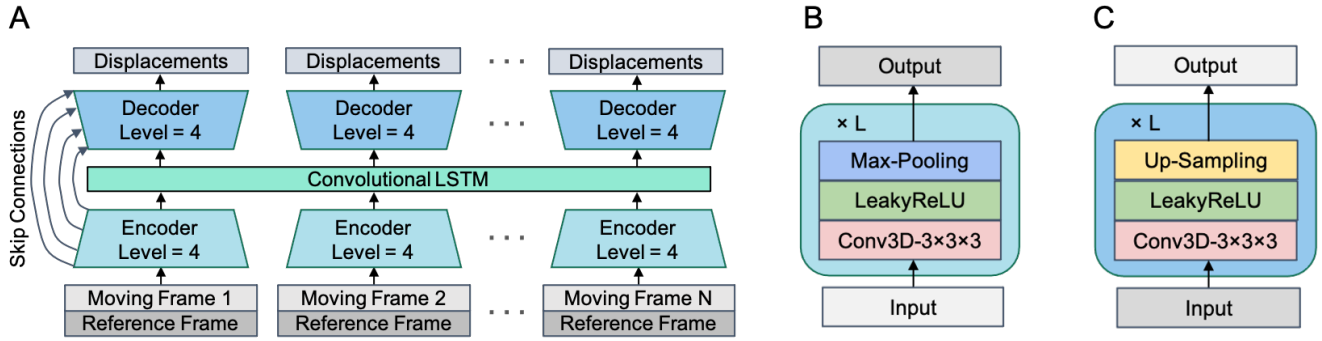 A
Displacements
Displacements
. . .
Displacements
Skip Connections
Decoder
Level = 4
Decoder
Level = 4
. . .
Decoder
Level = 4
Convolutional LSTM
Encoder
Level = 4
Encoder
Level = 4
. . .
Encoder
Level = 4
Moving Frame 1
Reference Frame
Moving Frame 2
Reference Frame
. . .
Moving Frame N
Reference Frame
B
Output
× L
Max-Pooling
LeakyReLU
Conv3D-3×3×3
Input
C
Output
× L
Up-Sampling
LeakyReLU
Conv3D-3×3×3
Input